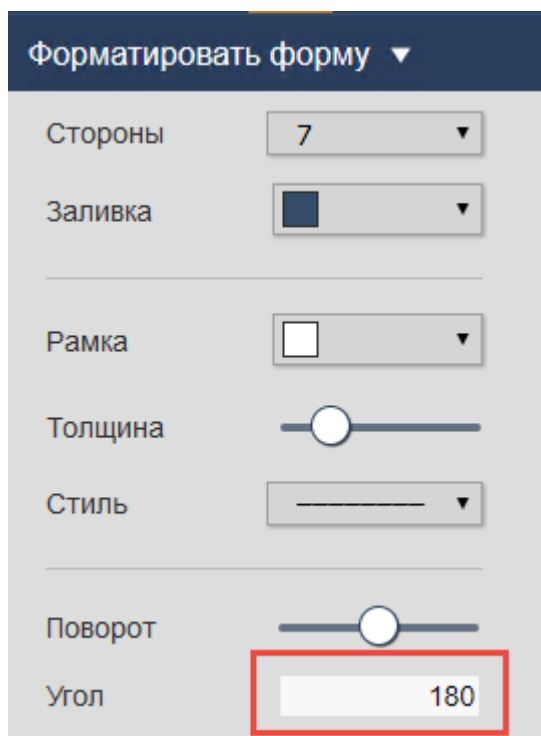 Форматировать форму
Стороны 7
Заливка
Рамка
Толщина
Стиль
Поворот
Угол 180